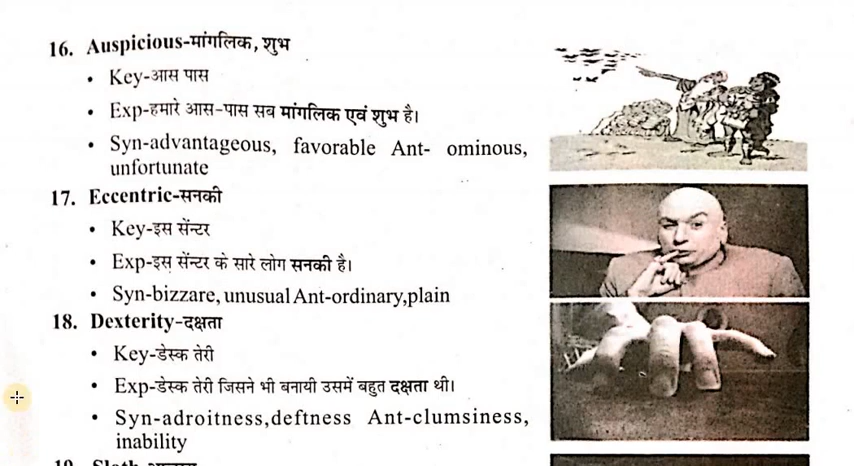 16. Auspicious-मांगलिक, शुभ
• Key-आस पास
• Exp-हमारे आस-पास सब मांगलिक एवं शुभ है।
• Syn-advantageous, favorable Ant- ominous,
unfortunate
17. Eccentric-सनकी
• Key-इस सेंन्टर
• Exp-इस सेंन्टर के सारे लोग सनकी है।
• Syn-bizzare, unusual Ant-ordinary,plain
18. Dexterity-दक्षता
• Key-डेस्क तेरी
• Exp-डेस्क तेरी जिसने भी बनायी उसमें बहुत दक्षता थी।
• Syn-adroitness,deftness Ant-clumsiness,
inability